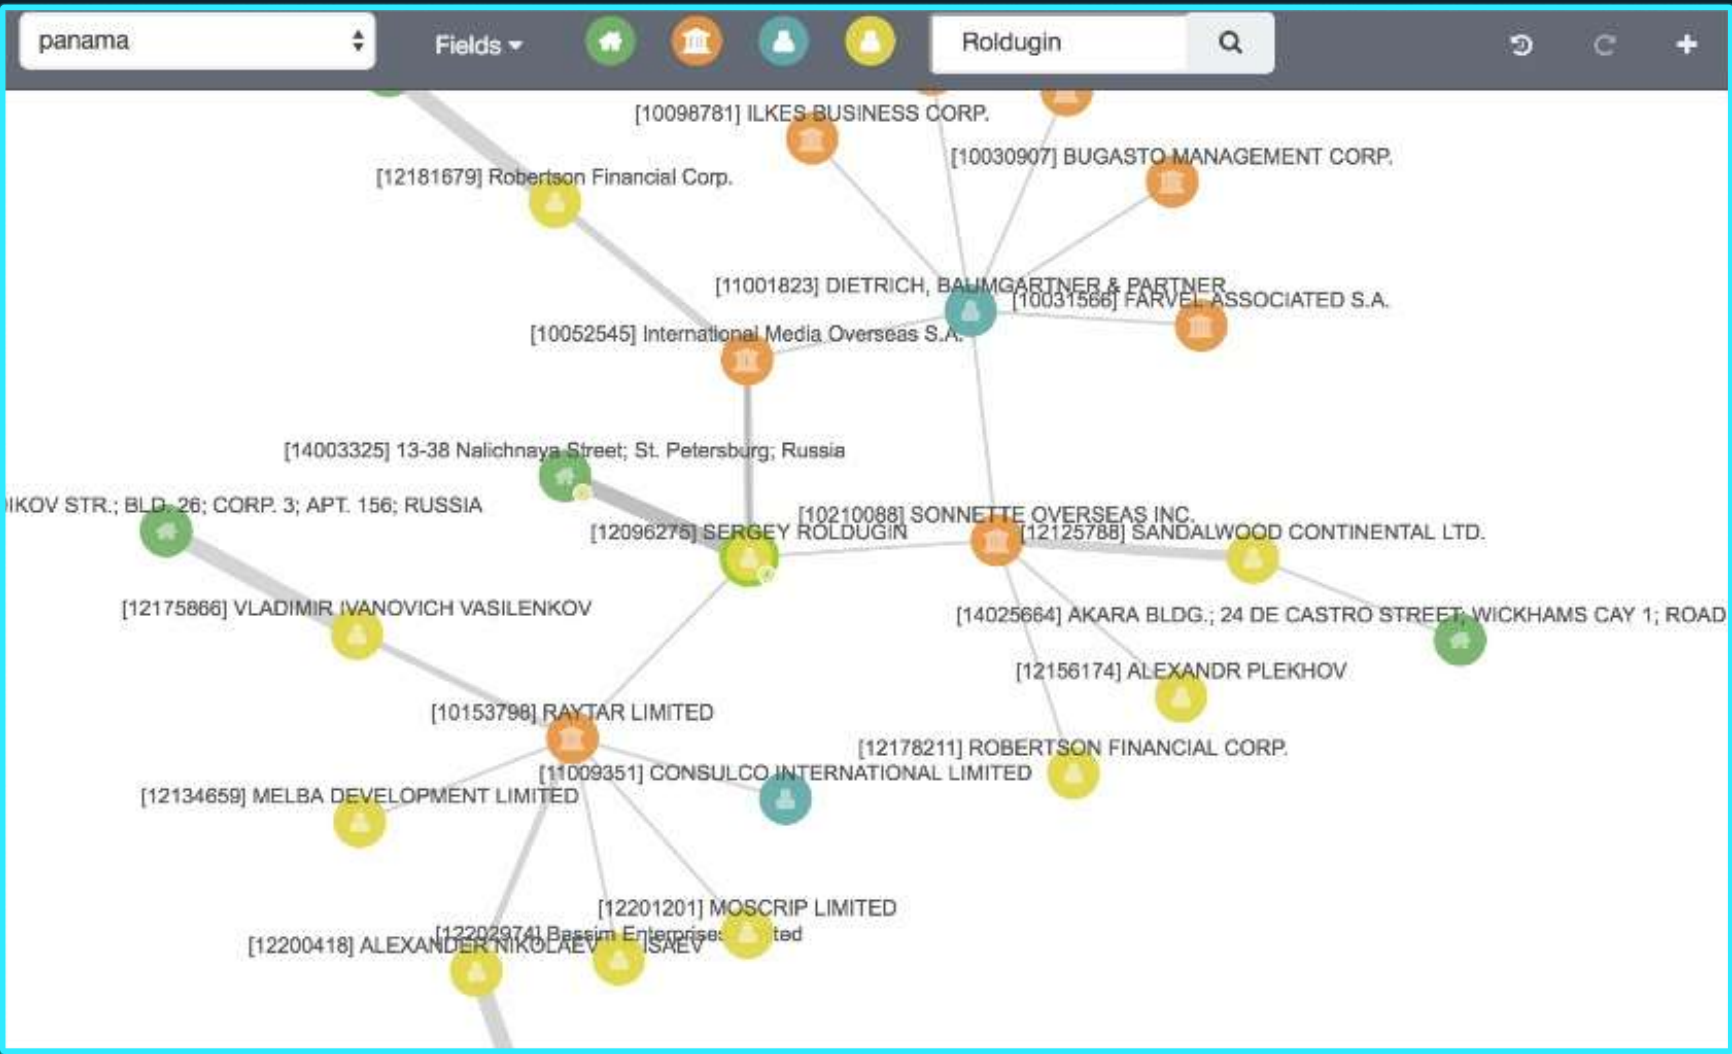 panama
Fields
Roldugin
[10098781] ILKES BUSINESS CORP.
[10030907] BUGASTO MANAGEMENT CORP.
[12181679] Robertson Financial Corp.
[11001823] DIETRICH, BAUMGARTNER & PARTNER
[10031566] FARVEL ASSOCIATED S.A.
[10052545] International Media Overseas S.A.
[14003325] 13-38 Nalichnaya Street; St. Petersburg; Russia
IKOV STR.; BLD. 26; CORP. 3; APT. 156; RUSSIA
[10210088] SONNETTE OVERSEAS INC.
[12096275] SERGEY ROLDUGIN
[12125788] SANDALWOOD CONTINENTAL LTD.
[12175866] VLADIMIR IVANOVICH VASILENKOV
[14025664] AKARA BLDG.; 24 DE CASTRO STREET; WICKHAMS CAY 1; ROAD
[12156174] ALEXANDR PLEKHOV
[10153798] RAYTAR LIMITED
[12178211] ROBERTSON FINANCIAL CORP.
[11009351] CONSULCO INTERNATIONAL LIMITED
[12134659] MELBA DEVELOPMENT LIMITED
[12201201] MOSCRIP LIMITED
[12202974] Bassim Enterprises
[12200418] ALEXANDER NIKOLAEV ISAEV